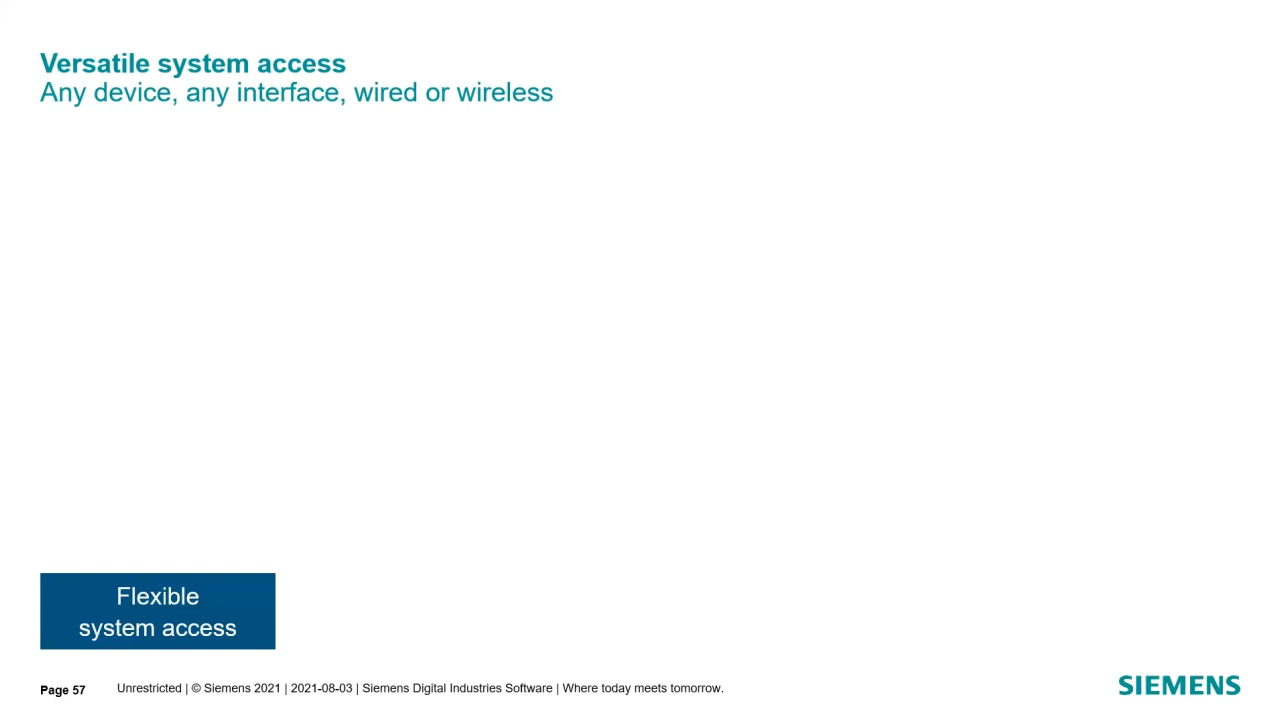 Versatile system access
Any device, any interface, wired or wireless
Flexible
system access
Page 57
Unrestricted | © Siemens 2021 | 2021-08-03 | Siemens Digital Industries Software | Where today meets tomorrow.
SIEMENS